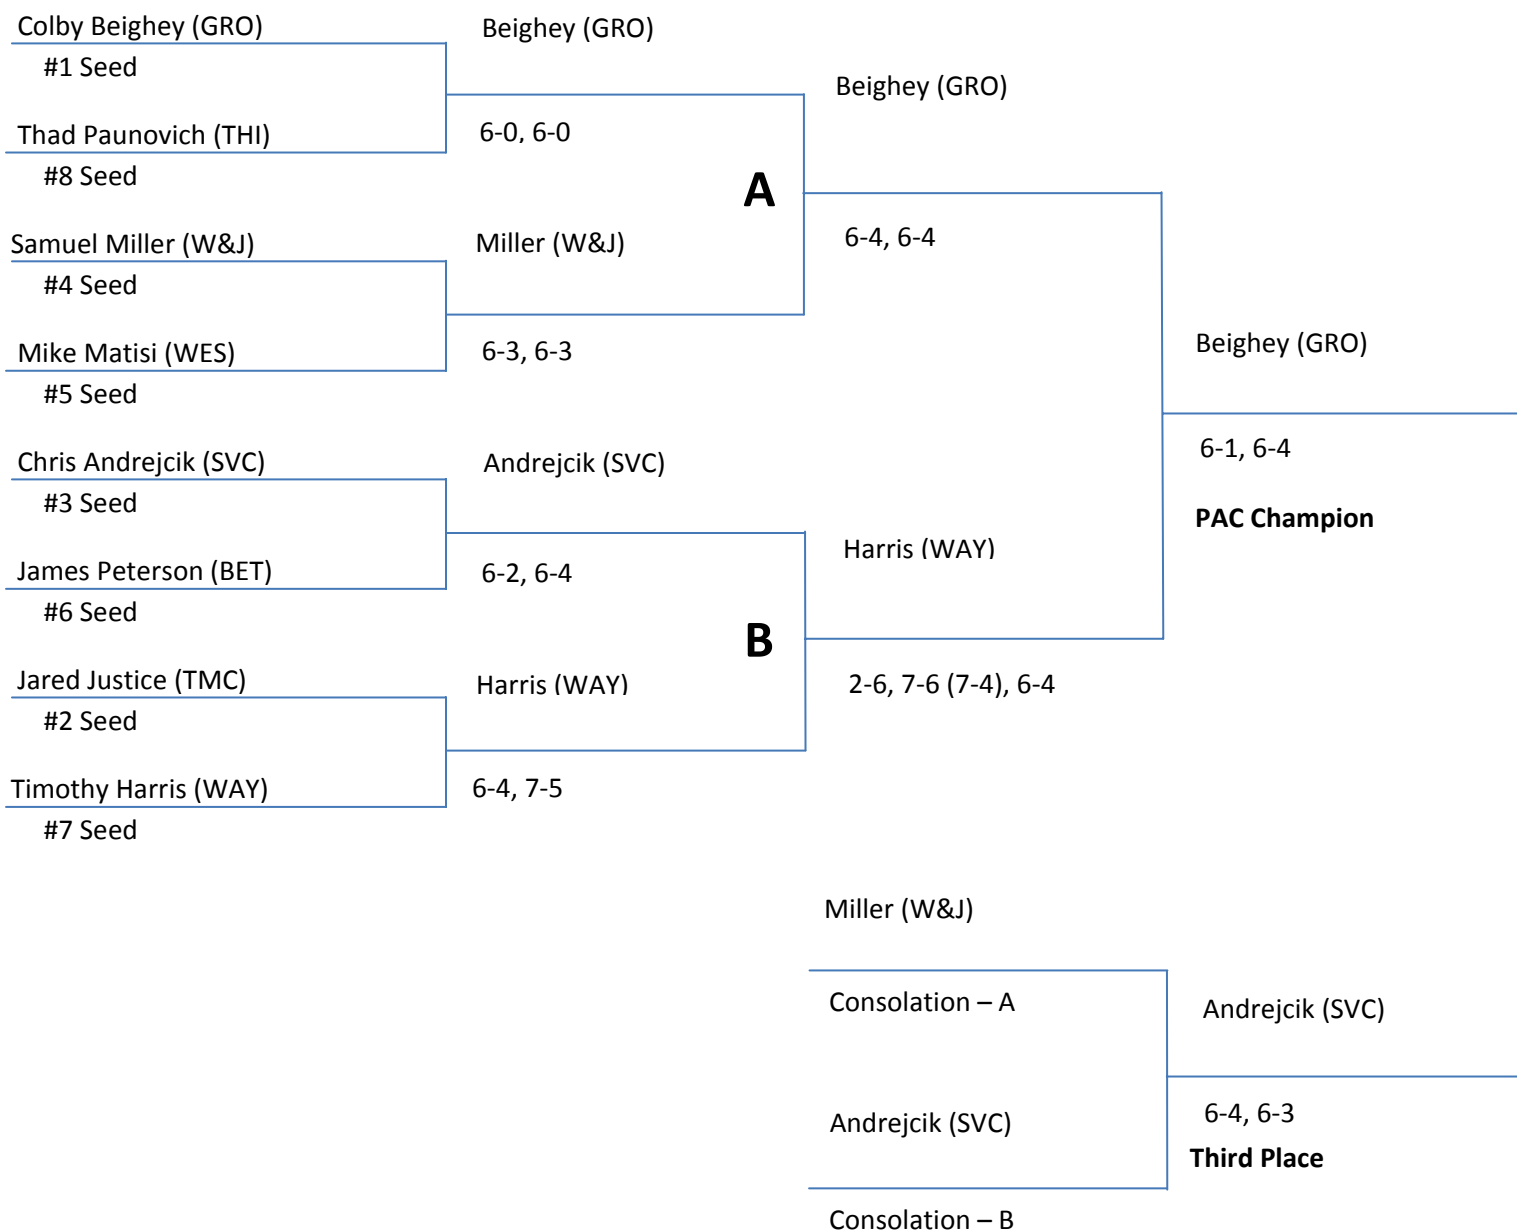 Colby Beighey (GRO)
#1 Seed
Thad Paunovich (THI)
#8 Seed
Samuel Miller (W&J)
#4 Seed
Mike Matisi (WES)
#5 Seed
Chris Andrejcik (SVC)
#3 Seed
James Peterson (BET)
#6 Seed
Jared Justice (TMC)
#2 Seed
Timothy Harris (WAY)
#7 Seed
Beighey (GRO)
6-0, 6-0
Miller (W&J)
6-3, 6-3
Andrejcik (SVC)
6-2, 6-4
Harris (WAY)
6-4, 7-5
A
B
Beighey (GRO)
6-4, 6-4
Harris (WAY)
2-6, 7-6 (7-4), 6-4
Beighey (GRO)
6-1, 6-4
PAC Champion
Miller (W&J)
Consolation – A
Andrejcik (SVC)
Consolation – B
Andrejcik (SVC)
6-4, 6-3
Third Place